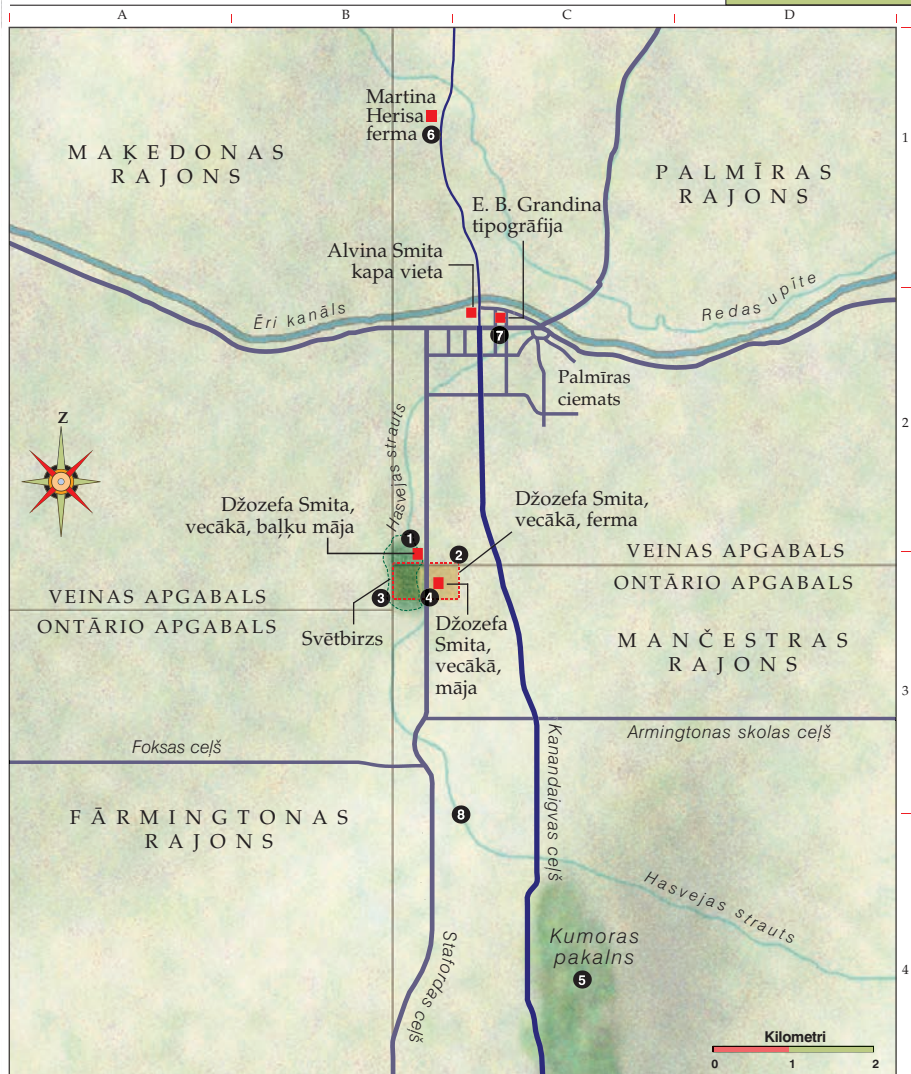 A B C D
Martina
Herisa
ferma 6
1
MAĶEDONAS
RAJONS
PALMĪRAS
RAJONS
E. B. Grandina
tipogrāfija
Alvina Smita
kapa vieta
Ēri kanāls
Redas upīte
7
Palmīras
ciemats
2
Z
Hasvejas strauts
Džozefa Smita,
vecākā, baļķu māja
Džozefa Smita,
vecākā, ferma
1
2
VEINAS APGABALS
ONTĀRIO APGABALS
VEINAS APGABALS
ONTĀRIO APGABALS
3
4
Svētbirzs
Džozefa
Smita,
vecākā,
māja
MANČESTRAS
RAJONS
3
Foksas ceļš
Armingtonas skolas ceļš
Kanandaigvas ceļš
FĀRMINGTONAS
RAJONS
8
Hasvejas strauts
Stafordas ceļš
Kumoras
pakalns
5
4
Kilometri
0 1 2